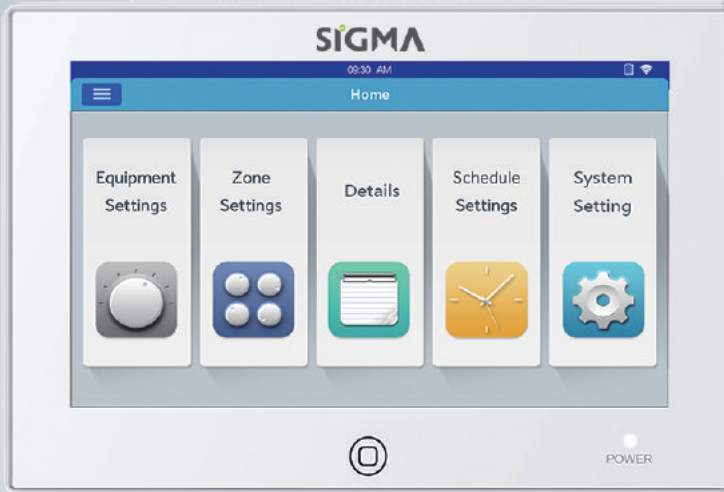 SIGMA
09:30 AM
Home
Equipment
Settings
Zone
Settings
Details
Schedule
Settings
System
Setting
POWER